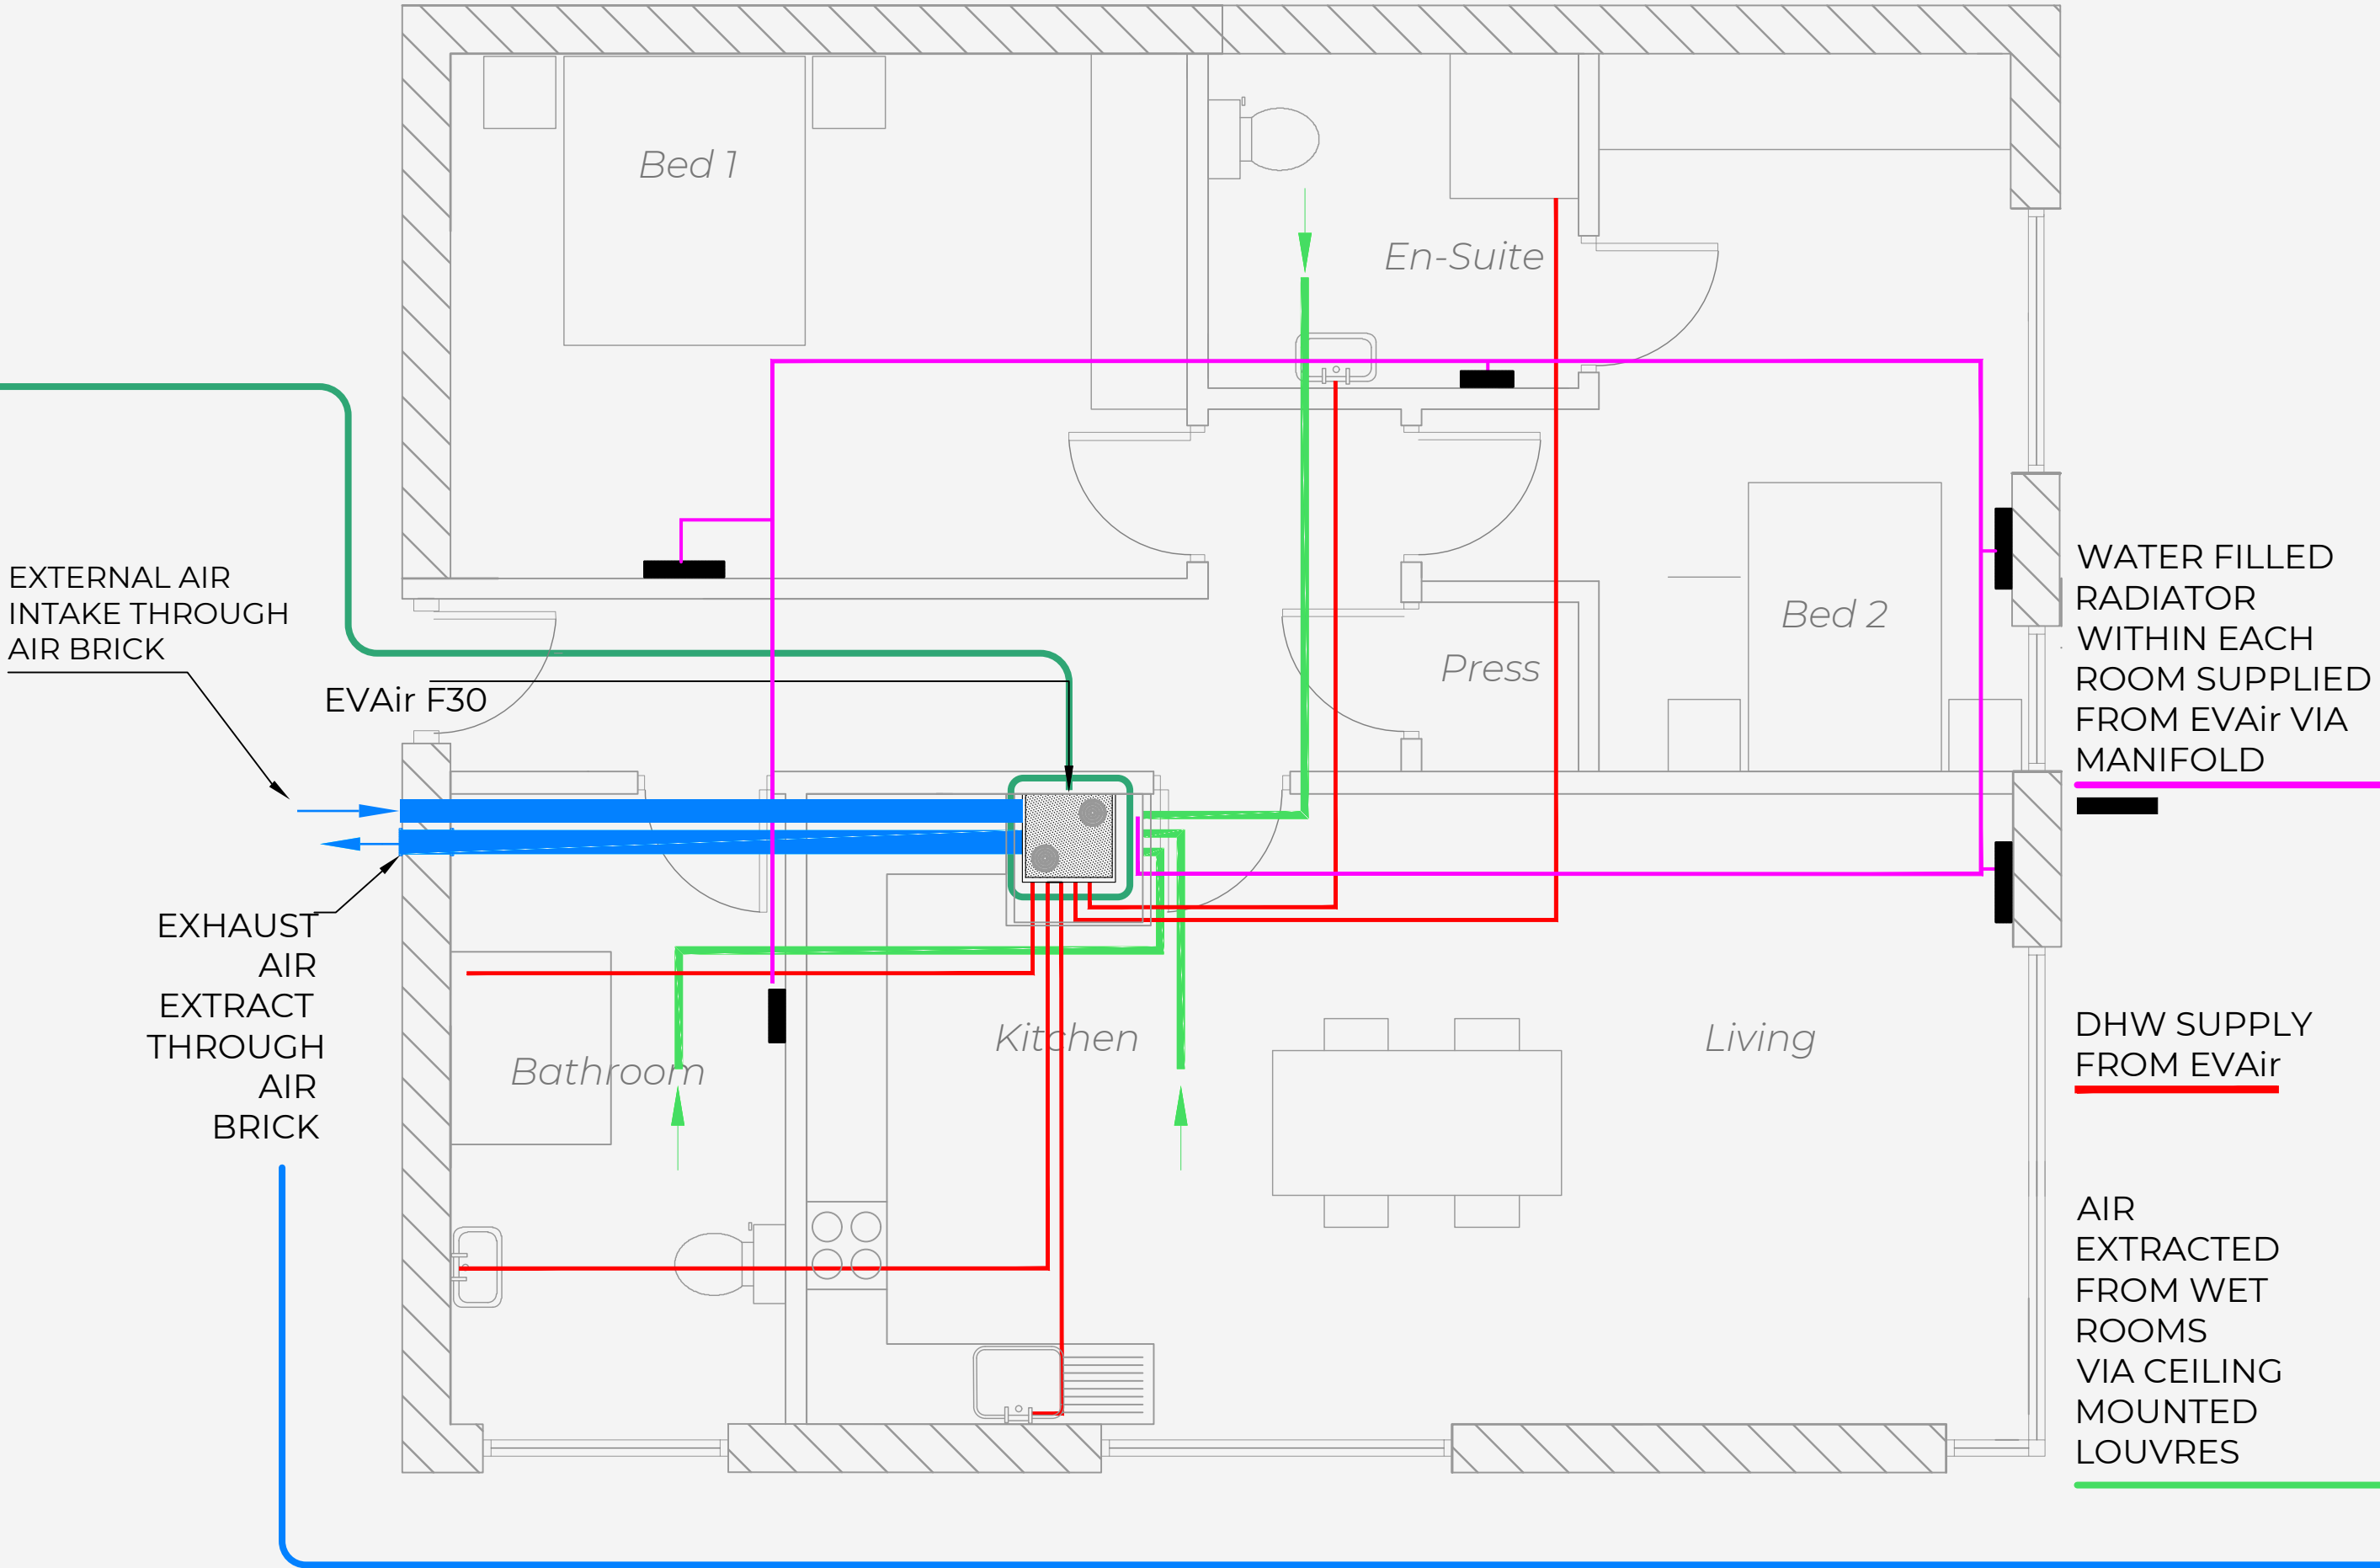 Bed 1
En-Suite
EXTERNAL AIR
INTAKE THROUGH
AIR BRICK
EVAir F30
Press
Bed 2
WATER FILLED
RADIATOR
WITHIN EACH
ROOM SUPPLIED
FROM EVAir VIA
MANIFOLD
EXHAUST
AIR
EXTRACT
THROUGH
AIR
BRICK
Bathroom
Kitchen
Living
DHW SUPPLY
FROM EVAir
AIR
EXTRACTED
FROM WET
ROOMS
VIA CEILING
MOUNTED
LOUVRES